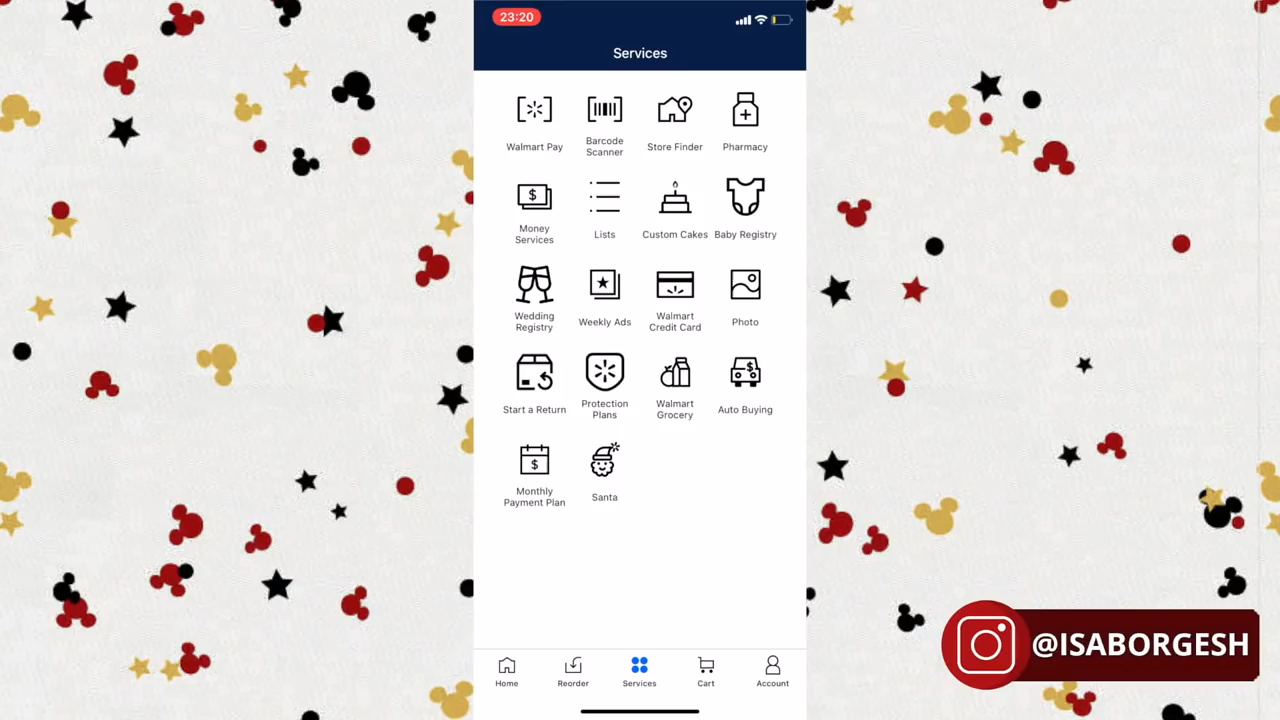 23:20
Services
Walmart Pay
Barcode
Scanner
Store Finder
Pharmacy
Money
Services
Lists
Custom Cakes
Baby Registry
Wedding
Registry
Weekly Ads
Walmart
Credit Card
Photo
Start a Return
Protection
Plans
Walmart
Grocery
Auto Buying
Monthly
Payment Plan
Santa
Home
Reorder
Services
Cart
Account
@ISABORGESH